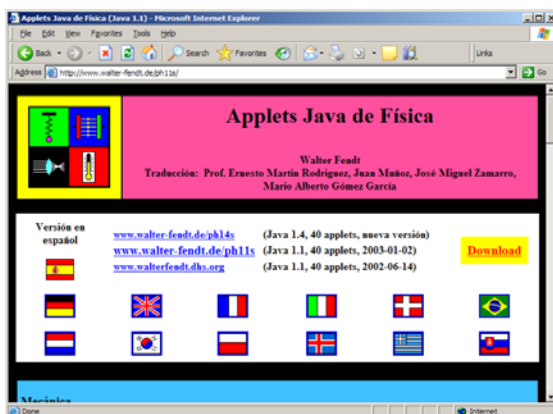 Applets Java de Física (Java 1.1) - Microsoft Internet Explorer
File Edit View Favorites Tools Help
Back Search Favorites Links
Address http://www.walter-fendt.de/ph11s/ Go
Applets Java de Física
Walter Fendt
Traducción: Prof. Ernesto Martin Rodriguez, Juan Muñoz, José Miguel Zamarro,
Mario Alberto Gómez García
Versión en
español
www.walter-fendt.de/ph14s (Java 1.4, 40 applets, nueva versión)
www.walter-fendt.de/ph11s (Java 1.1, 40 applets, 2003-01-02)
www.walterfendt.dhs.org (Java 1.1, 40 applets, 2002-06-14)
Download
Mecánica
Done Internet